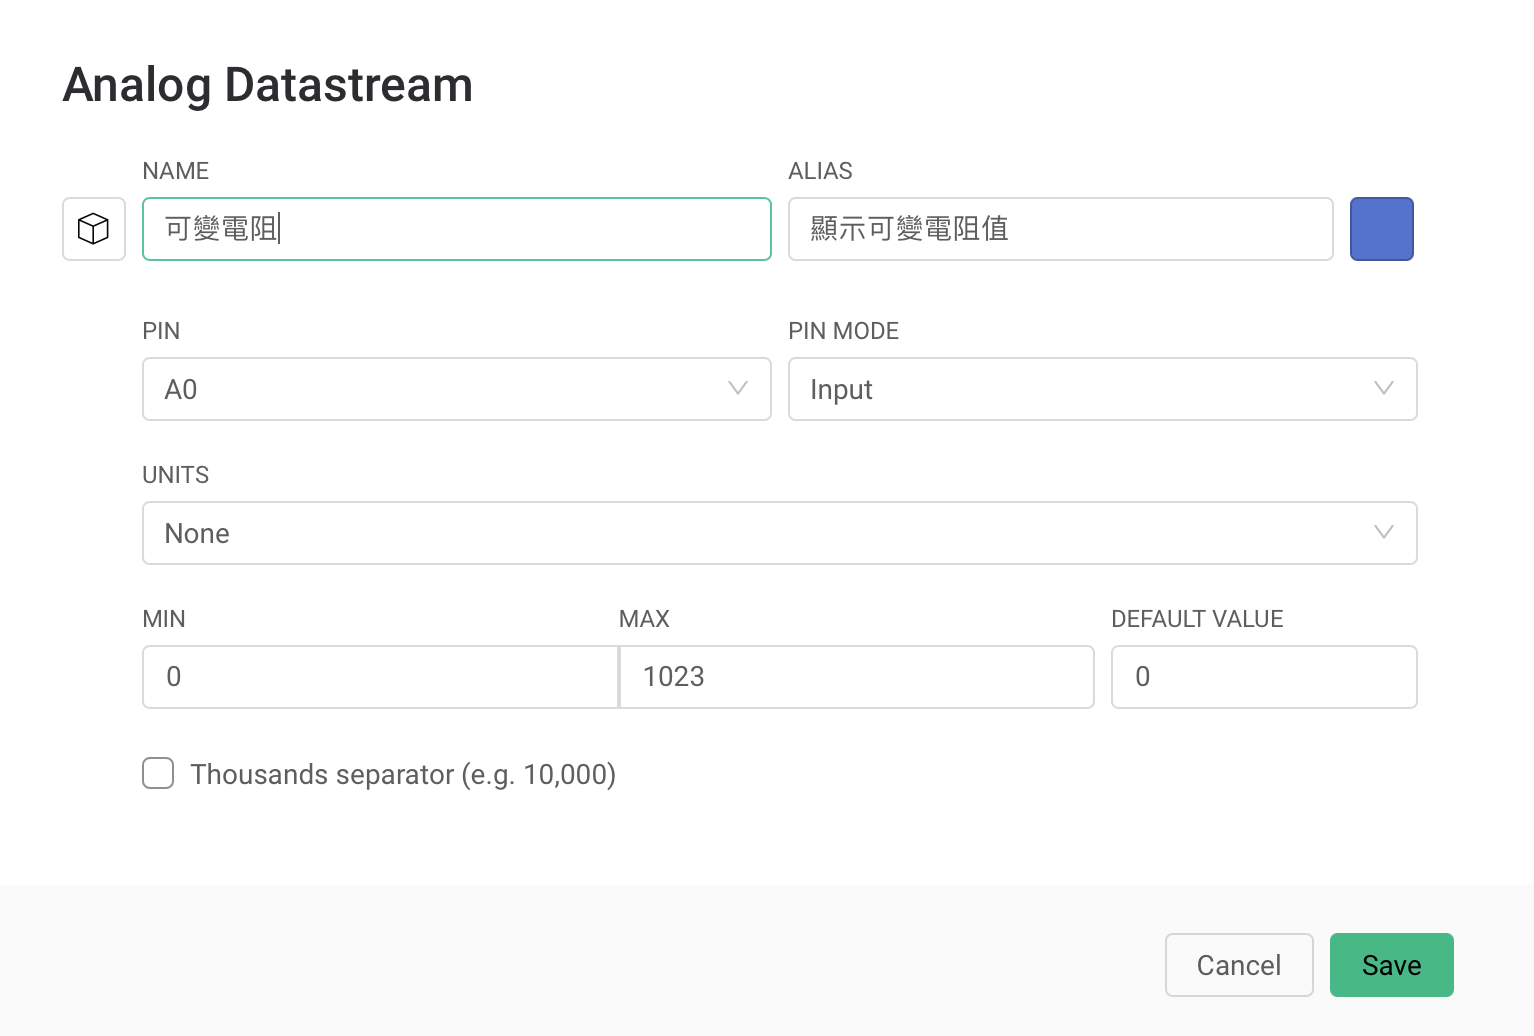 Analog Datastream
NAME
ALIAS
可變電阻
顯示可變電阻值
PIN
PIN MODE
A0
Input
UNITS
None
MIN
MAX
DEFAULT VALUE
0
1023
0
Thousands separator (e.g. 10,000)
Cancel
Save